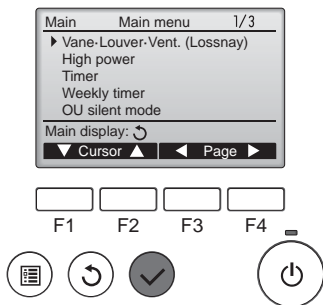 Main Main menu 1/3
Vane·Louver·Vent. (Lossnay)
High power
Timer
Weekly timer
OU silent mode
Main display:
Cursor Page
F1 F2 F3 F4